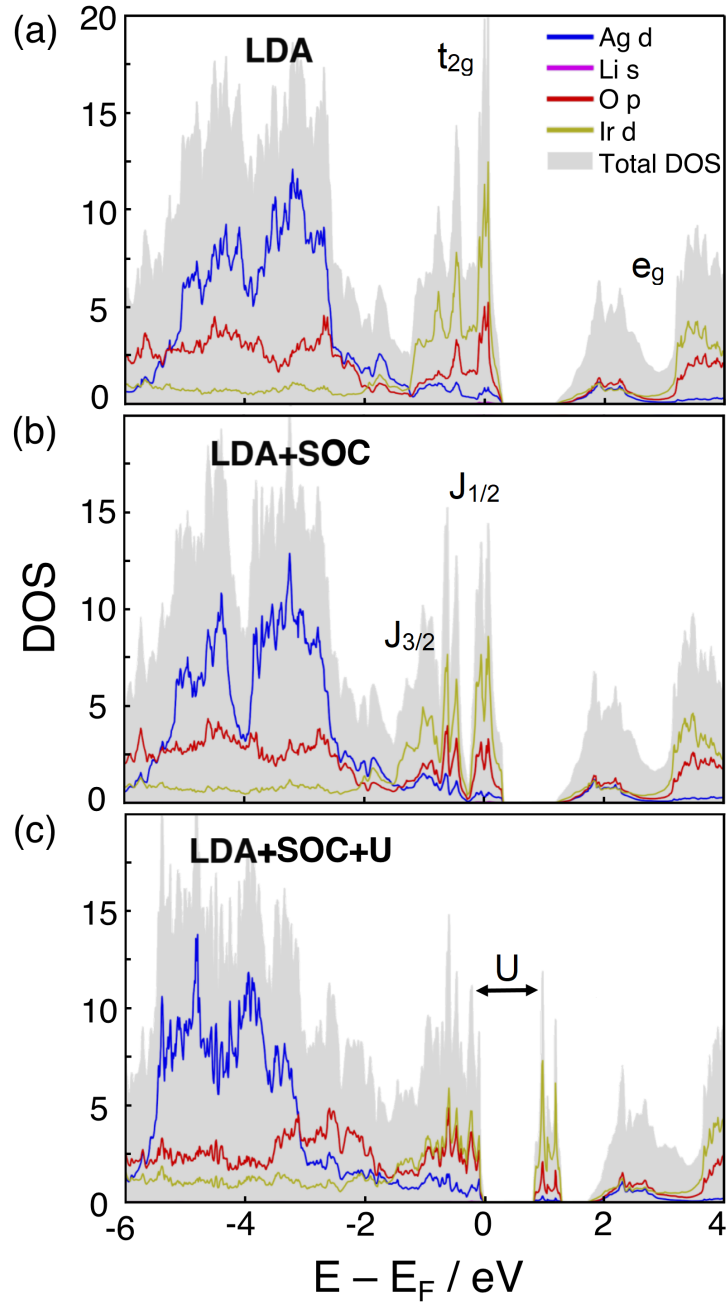 (a)
20
LDA
t2g
Ag d
Li s
O p
Ir d
Total DOS
15
10
eg
5
0
(b)
LDA+SOC
J1/2
15
10
J3/2
5
0
DOS
(c)
LDA+SOC+U
15
U
10
5
0
-6 -4 -2 0 2 4
E – EF / eV